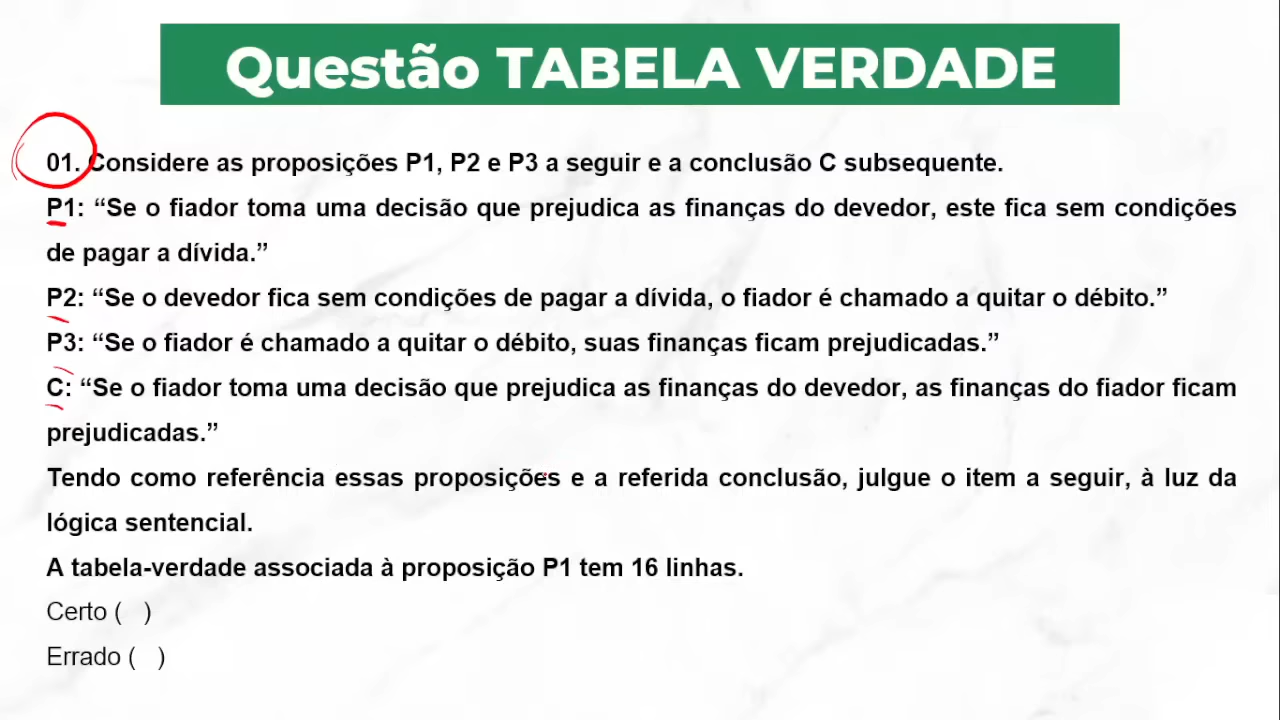 Questão TABELA VERDADE
01. Considere as proposições P1, P2 e P3 a seguir e a conclusão C subsequente.
P1: “Se o fiador toma uma decisão que prejudica as finanças do devedor, este fica sem condições
de pagar a dívida.”
P2: “Se o devedor fica sem condições de pagar a dívida, o fiador é chamado a quitar o débito.”
P3: “Se o fiador é chamado a quitar o débito, suas finanças ficam prejudicadas.”
C: “Se o fiador toma uma decisão que prejudica as finanças do devedor, as finanças do fiador ficam
prejudicadas.”
Tendo como referência essas proposições e a referida conclusão, julgue o item a seguir, à luz da
lógica sentencial.
A tabela-verdade associada à proposição P1 tem 16 linhas.
Certo ( )
Errado ( )